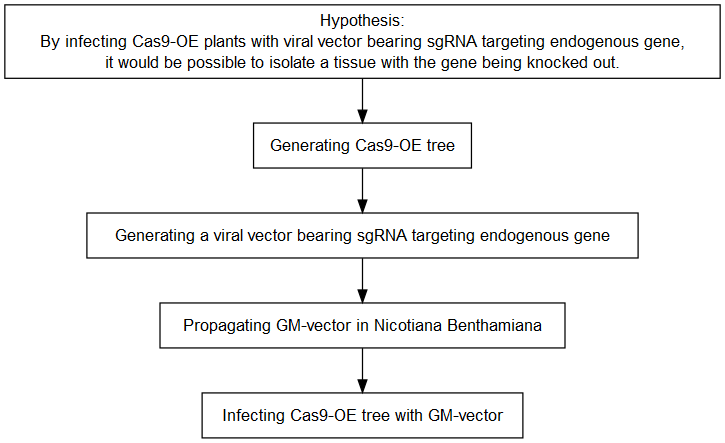 Hypothesis:
By infecting Cas9-OE plants with viral vector bearing sgRNA targeting endogenous gene,
it would be possible to isolate a tissue with the gene being knocked out.
Generating Cas9-OE tree
Generating a viral vector bearing sgRNA targeting endogenous gene
Propagating GM-vector in Nicotiana Benthamiana
Infecting Cas9-OE tree with GM-vector